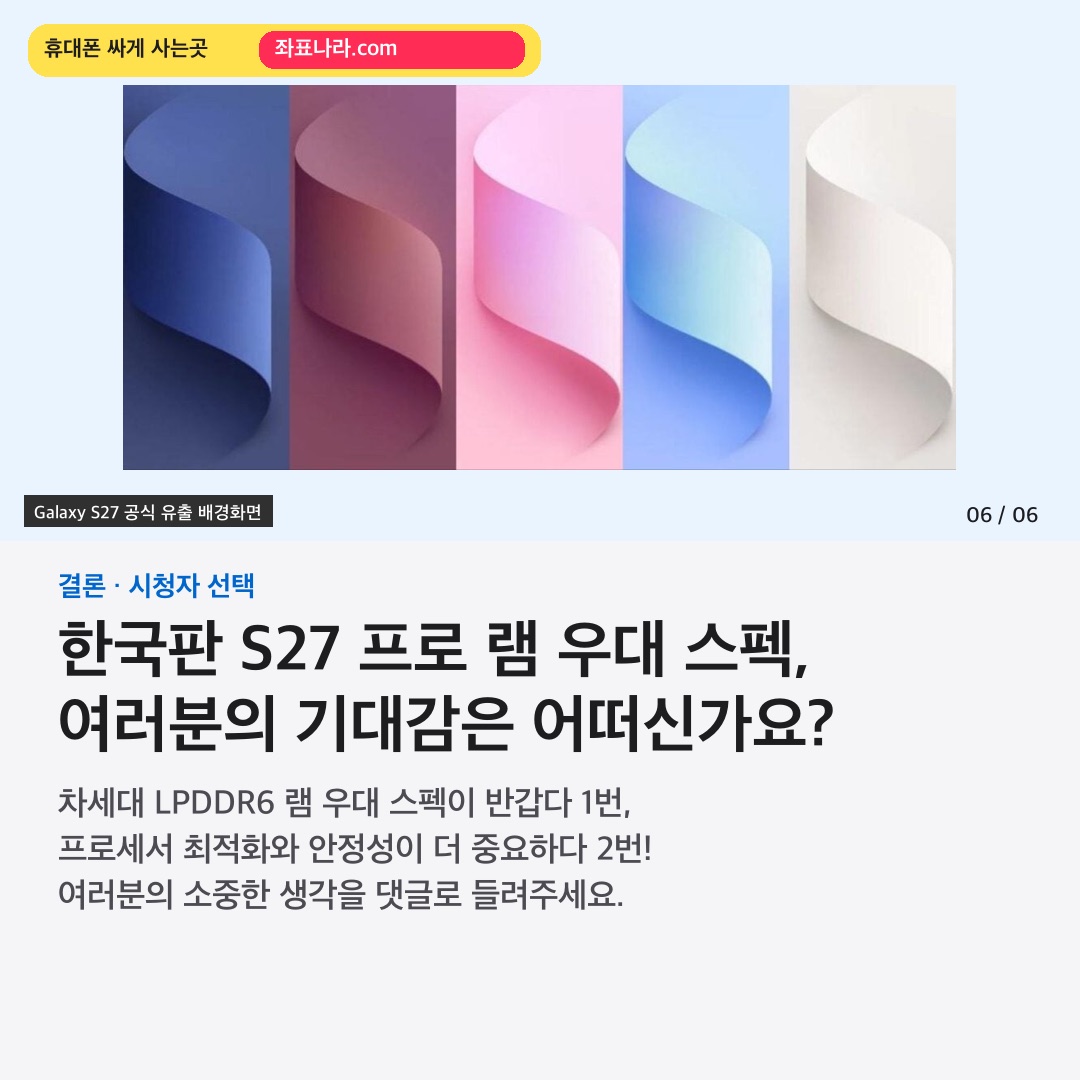 휴대폰 싸게 사는곳 좌표나라.com
Galaxy S27 공식 유출 배경화면
06 / 06
결론 · 시청자 선택
한국판 S27 프로 램 우대 스펙,
여러분의 기대감은 어떠신가요?
차세대 LPDDR6 램 우대 스펙이 반갑다 1번,
프로세서 최적화와 안정성이 더 중요하다 2번!
여러분의 소중한 생각을 댓글로 들려주세요.